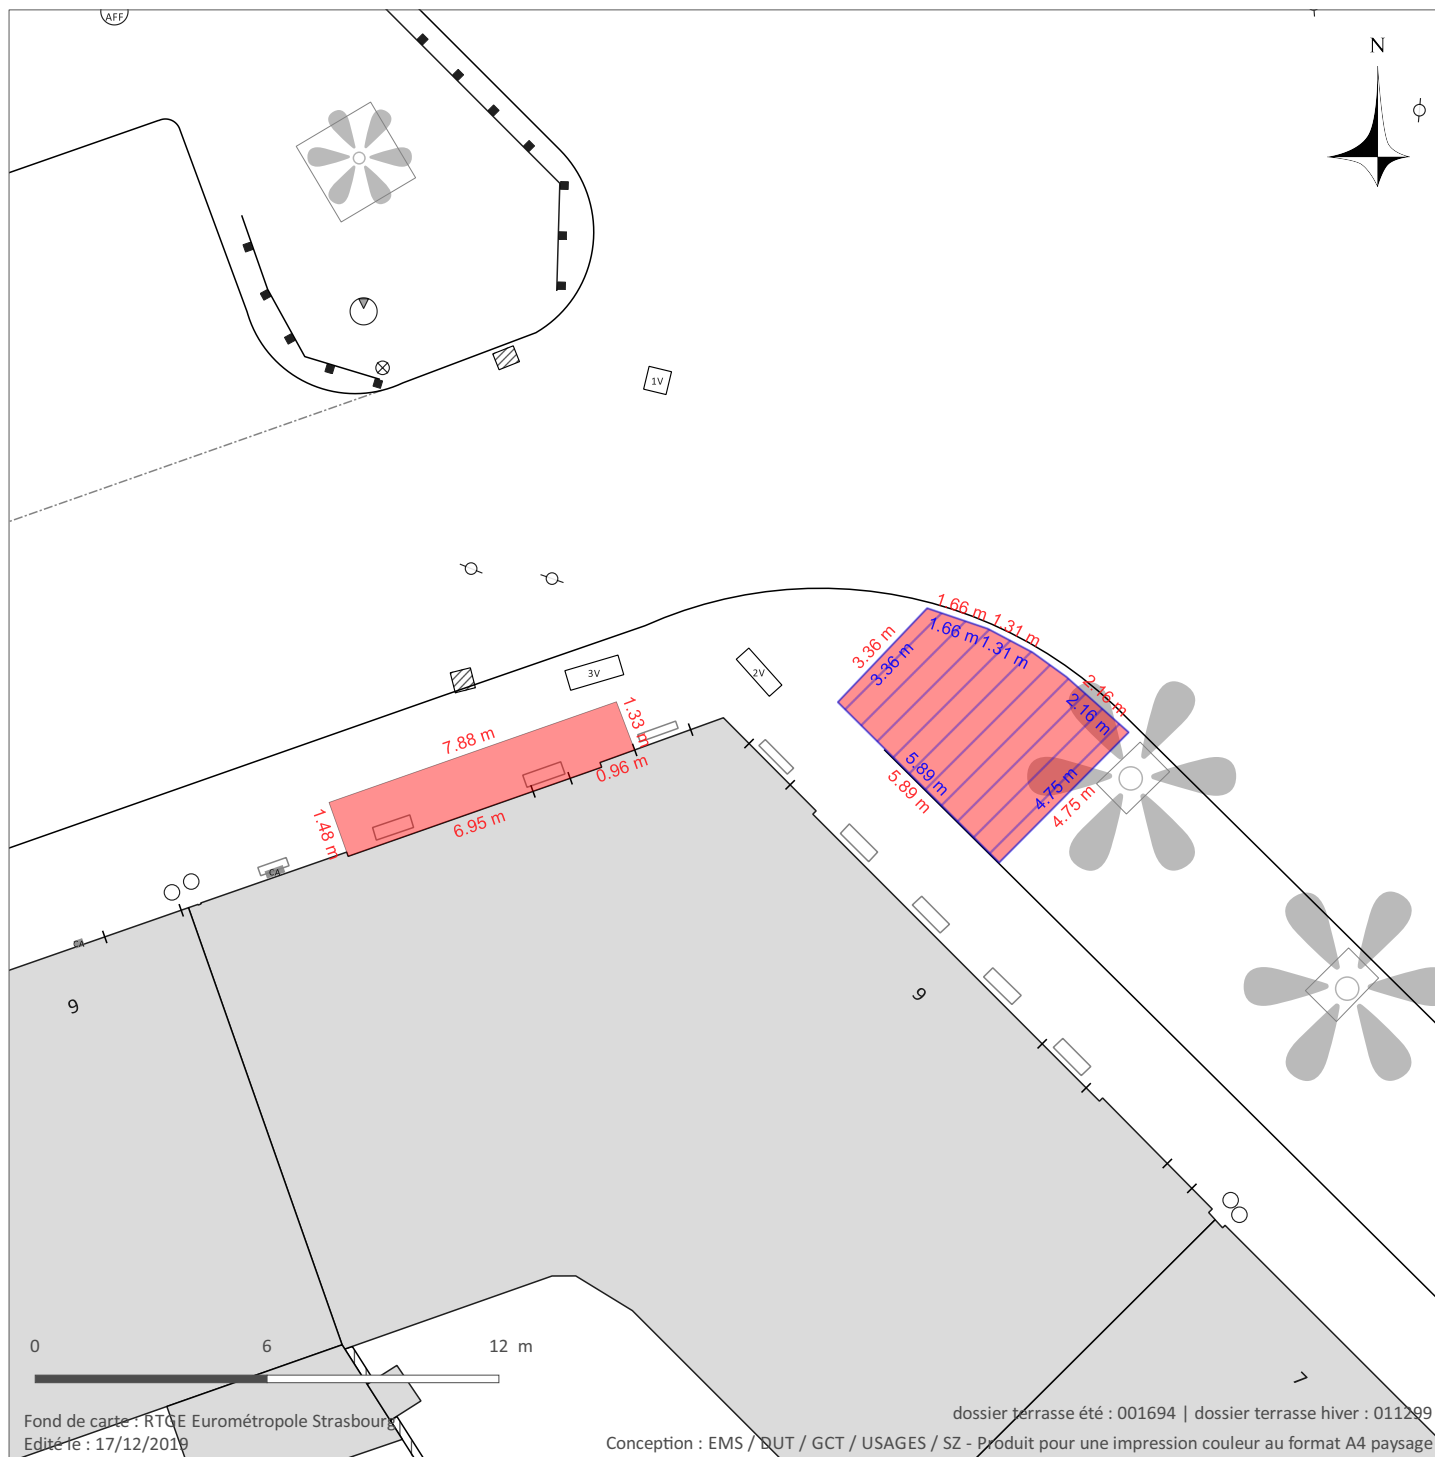 AFF
N
1V
1.66 m 1.31 m
1.66 m 1.31 m
3.36 m
3.36 m
3V
2V
2.16 m
2.16 m
7.88 m
1.33 m
0.96 m
5.89 m
5.89 m
4.75 m
4.75 m
1.48 m
6.95 m
CA
CA
9
9
0 6 12 m
7
Fond de carte : RTGE Eurométropole Strasbourg
Edité le : 17/12/2019
dossier terrasse été : 001694 | dossier terrasse hiver : 011299
Conception : EMS / DUT / GCT / USAGES / SZ - Produit pour une impression couleur au format A4 paysage